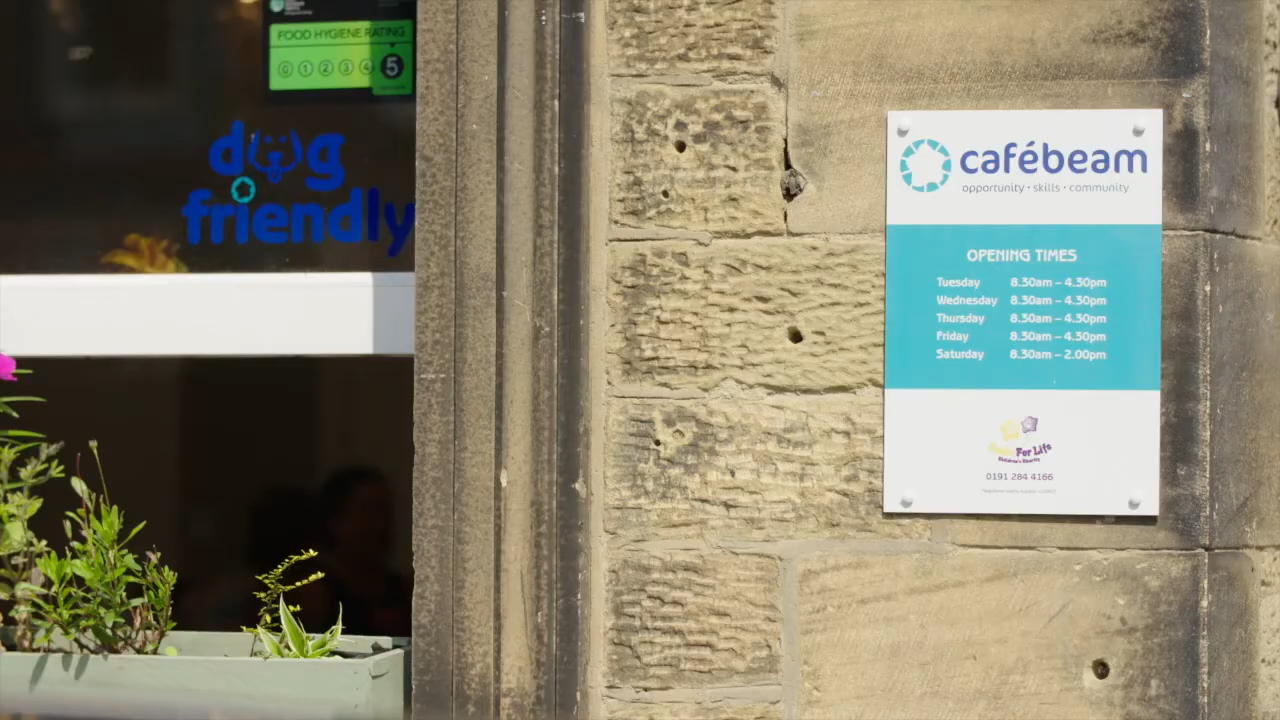 FOOD HYGIENE RATING
0 1 2 3 4 5
dog
friendly
cafébeam
opportunity • skills • community
OPENING TIMES
Tuesday 8.30am – 4.30pm
Wednesday 8.30am – 4.30pm
Thursday 8.30am – 4.30pm
Friday 8.30am – 4.30pm
Saturday 8.30am – 2.00pm
For Life
Children's Charity
0191 284 4166